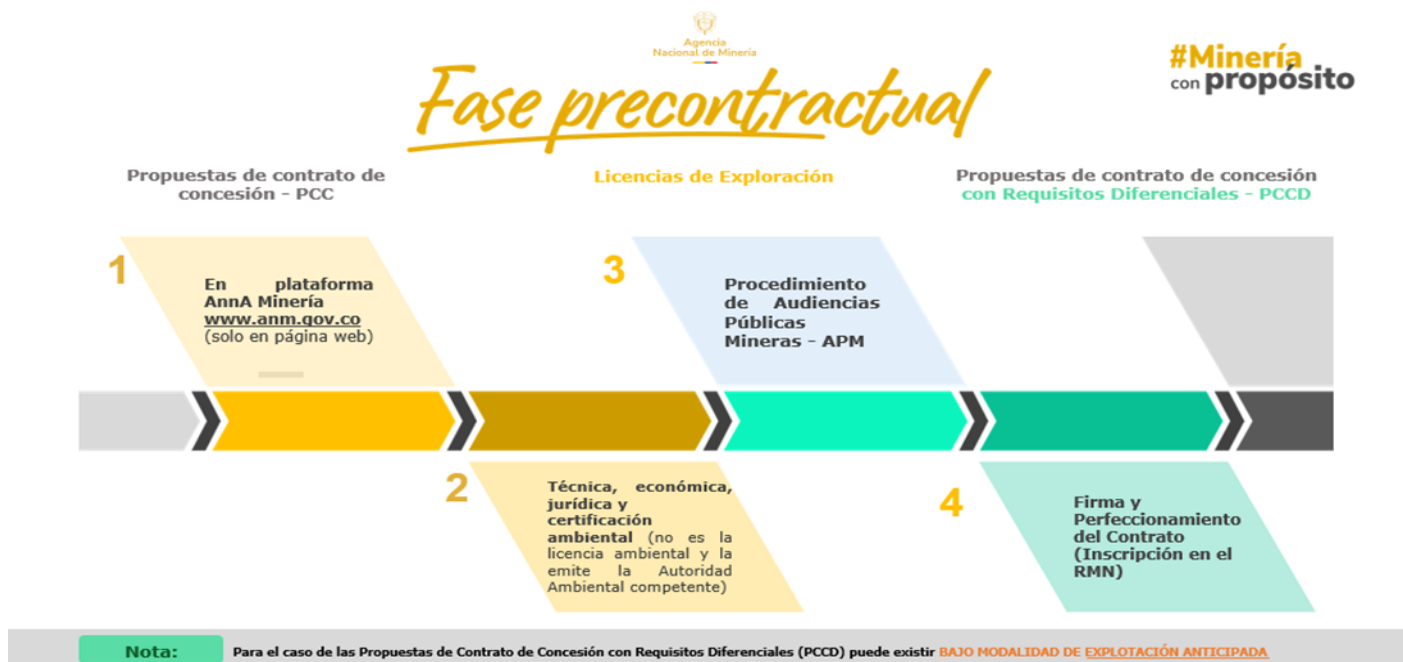 Agencia
Nacional de Minería
#Minería
con propósito
Fase precontractual
Propuestas de contrato de
concesión - PCC
Licencias de Exploración
Propuestas de contrato de concesión
con Requisitos Diferenciales - PCCD
1
En plataforma
AnnA Minería
www.anm.gov.co
(solo en página web)
3
Procedimiento
de Audiencias
Públicas
Mineras - APM
2
Técnica, económica,
jurídica y
certificación
ambiental (no es la
licencia ambiental y la
emite la Autoridad
Ambiental competente)
4
Firma y
Perfeccionamiento
del Contrato
(Inscripción en el
RMN)
Nota: Para el caso de las Propuestas de Contrato de Concesión con Requisitos Diferenciales (PCCD) puede existir BAJO MODALIDAD DE EXPLOTACIÓN ANTICIPADA